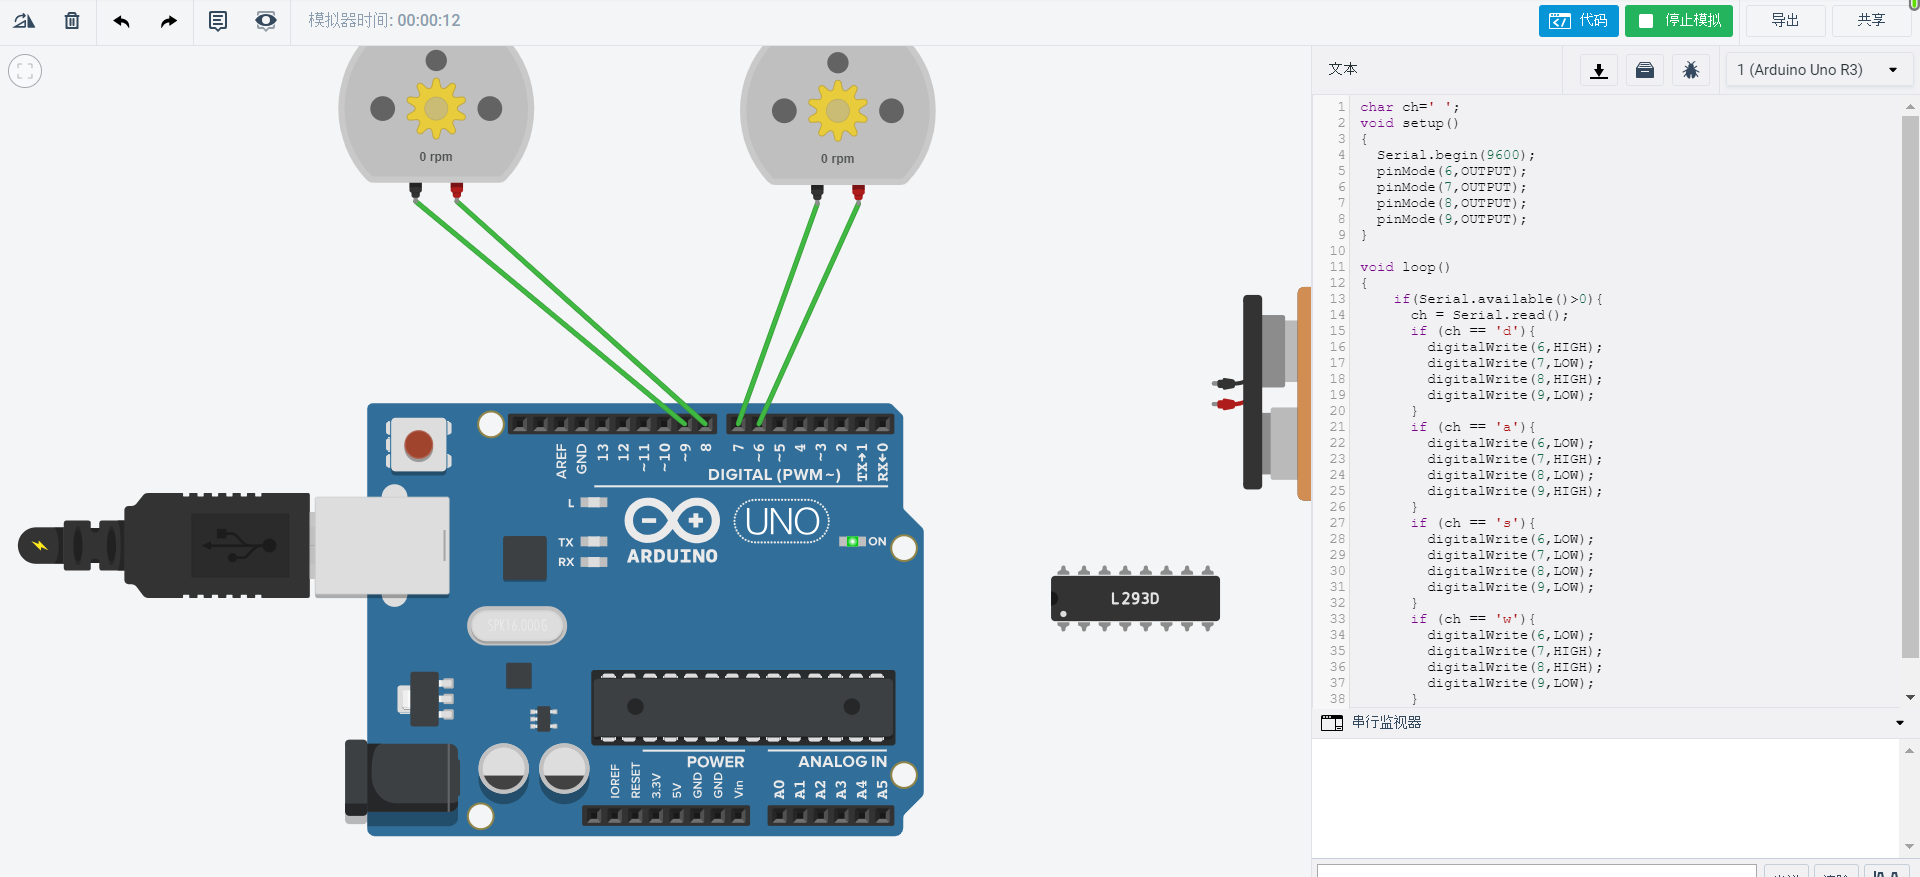 模拟器时间: 00:00:12
代码
停止模拟
导出
共享
文本
1 (Arduino Uno R3)
0 rpm
0 rpm
1 char ch=' ';
2 void setup()
3 {
4 Serial.begin(9600);
5 pinMode(6,OUTPUT);
6 pinMode(7,OUTPUT);
7 pinMode(8,OUTPUT);
8 pinMode(9,OUTPUT);
9 }
10
11 void loop()
12 {
13 if(Serial.available()>0){
14 ch = Serial.read();
15 if (ch == 'd'){
16 digitalWrite(6,HIGH);
17 digitalWrite(7,LOW);
18 digitalWrite(8,HIGH);
19 digitalWrite(9,LOW);
20 }
21 if (ch == 'a'){
22 digitalWrite(6,LOW);
23 digitalWrite(7,HIGH);
24 digitalWrite(8,LOW);
25 digitalWrite(9,HIGH);
26 }
27 if (ch == 's'){
28 digitalWrite(6,LOW);
29 digitalWrite(7,LOW);
30 digitalWrite(8,LOW);
31 digitalWrite(9,LOW);
32 }
33 if (ch == 'w'){
34 digitalWrite(6,LOW);
35 digitalWrite(7,HIGH);
36 digitalWrite(8,HIGH);
37 digitalWrite(9,LOW);
38 }
串行监视器
AREF
GND
13
12
~11
~10
~9
8
7
~6
~5
4
~3
2
TX→1
RX←0
DIGITAL (PWM~)
L
TX
RX
ARDUINO
UNO
ON
SPK16.000G
L293D
POWER
ANALOG IN
IOREF
RESET
3.3V
5V
GND
GND
Vin
A0
A1
A2
A3
A4
A5